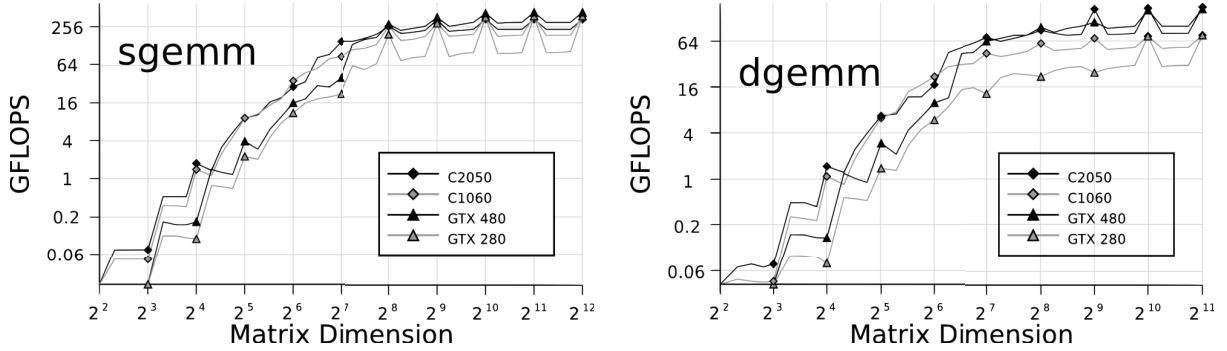 sgemm
GFLOPS
256
64
16
4
1
0.2
0.06
C2050
C1060
GTX 480
GTX 280
2^2 2^3 2^4 2^5 2^6 2^7 2^8 2^9 2^10 2^11 2^12
Matrix Dimension
dgemm
GFLOPS
64
16
4
1
0.2
0.06
C2050
C1060
GTX 480
GTX 280
2^2 2^3 2^4 2^5 2^6 2^7 2^8 2^9 2^10 2^11
Matrix Dimension